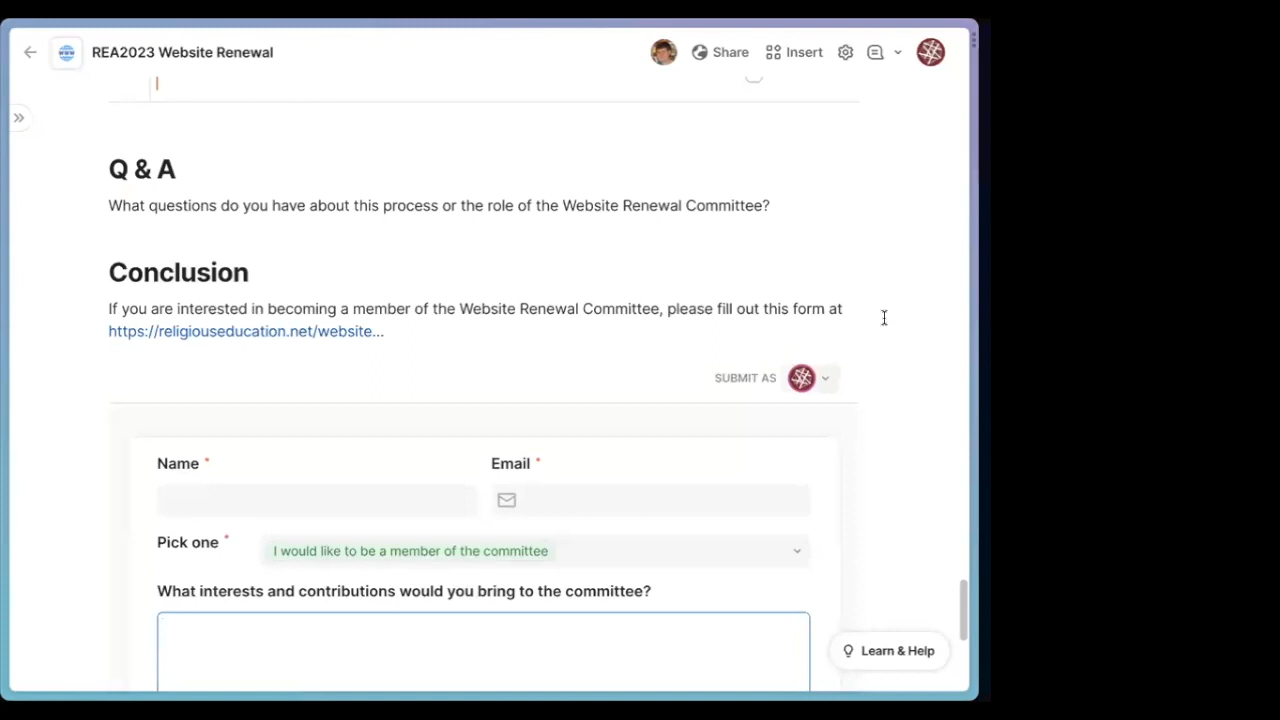 www
REA2023 Website Renewal
Share
Insert
Q & A
What questions do you have about this process or the role of the Website Renewal Committee?
Conclusion
If you are interested in becoming a member of the Website Renewal Committee, please fill out this form at
https://religiouseducation.net/website...
SUBMIT AS
Name *
Email *
Pick one *
I would like to be a member of the committee
What interests and contributions would you bring to the committee?
Learn & Help